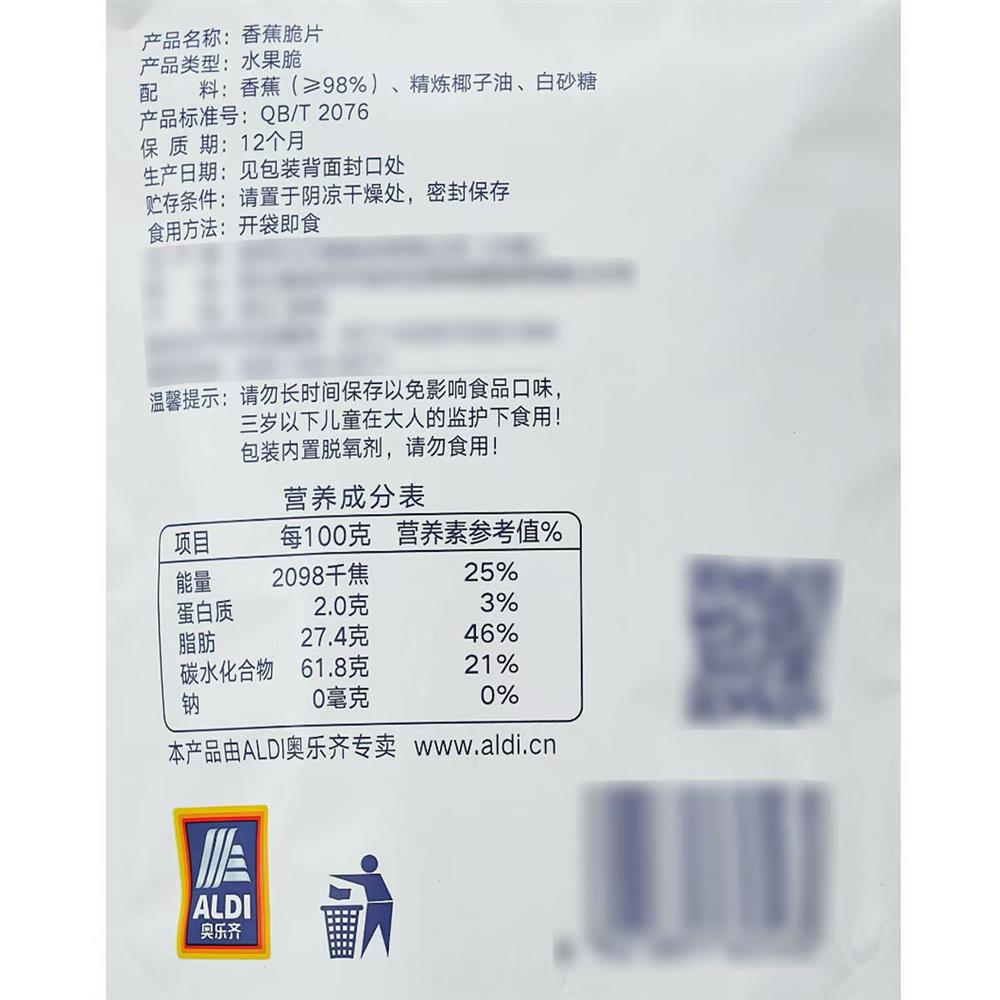 产品名称：香蕉脆片
产品类型：水果脆
配 料：香蕉（≥98%）、精炼椰子油、白砂糖
产品标准号：QB/T 2076
保 质 期：12个月
生产日期：见包装背面封口处
贮存条件：请置于阴凉干燥处，密封保存
食用方法：开袋即食
温馨提示：请勿长时间保存以免影响食品口味，
三岁以下儿童在大人的监护下食用！
包装内置脱氧剂，请勿食用！
营养成分表
项目 每100克 营养素参考值%
能量 2098千焦 25%
蛋白质 2.0克 3%
脂肪 27.4克 46%
碳水化合物 61.8克 21%
钠 0毫克 0%
本产品由ALDI奥乐齐专卖 www.aldi.cn
ALDI
奥乐齐